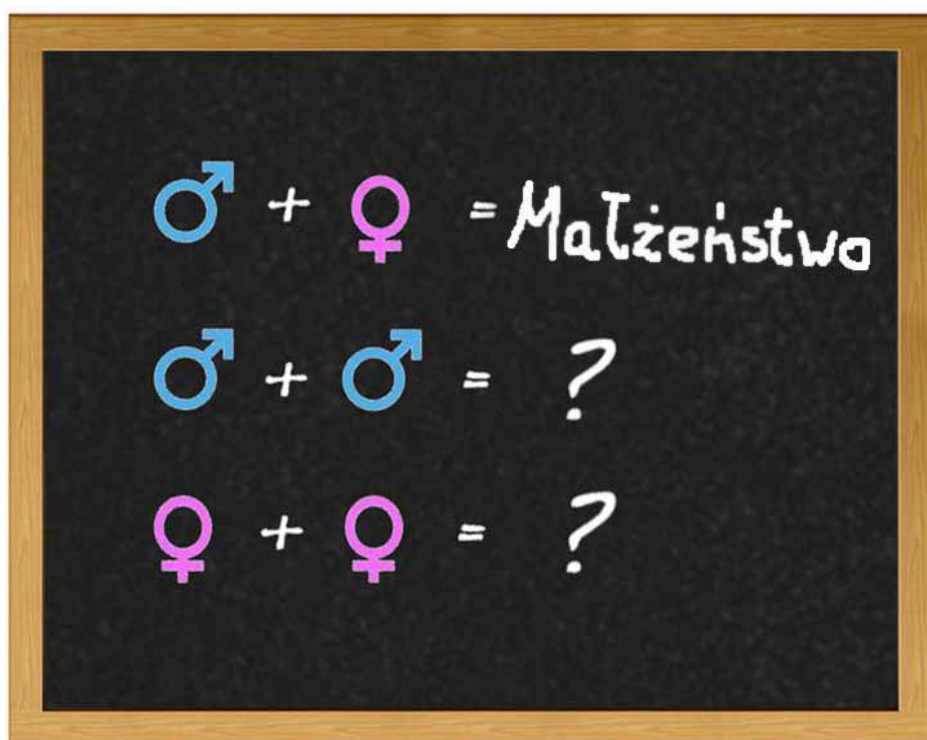 ♂ + ♀ = Małżeństwo
♂ + ♂ = ?
♀ + ♀ = ?